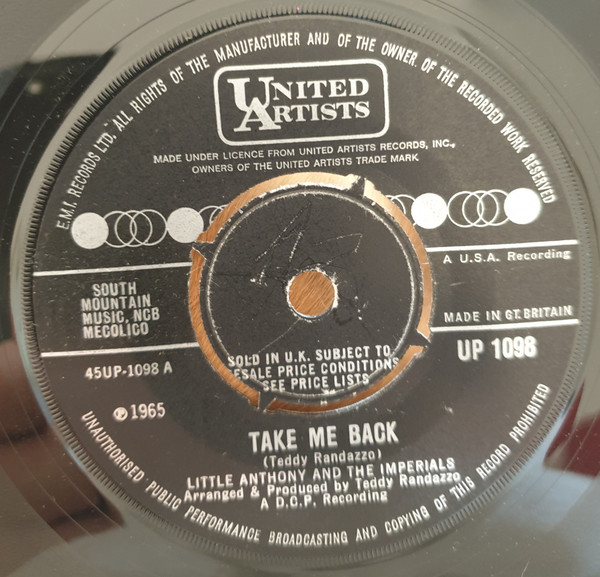 E.M.I. RECORDS LTD. ALL RIGHTS OF THE MANUFACTURER AND OF THE OWNER OF THE RECORDED WORK RESERVED
UNITED
ARTISTS
MADE UNDER LICENCE FROM UNITED ARTISTS RECORDS, INC.,
OWNERS OF THE UNITED ARTISTS TRADE MARK
A U.S.A. Recording
SOUTH
MOUNTAIN
MUSIC, NCB
MECOLICO
MADE IN GT. BRITAIN
45UP-1098 A
UP 1098
SOLD IN U.K. SUBJECT TO
ESALE PRICE CONDITIONS
SEE PRICE LISTS
℗ 1965
TAKE ME BACK
(Teddy Randazzo)
LITTLE ANTHONY AND THE IMPERIALS
Arranged & Produced by Teddy Randazzo
A D.C.P. Recording
UNAUTHORISED PUBLIC PERFORMANCE BROADCASTING AND COPYING OF THIS RECORD PROHIBITED